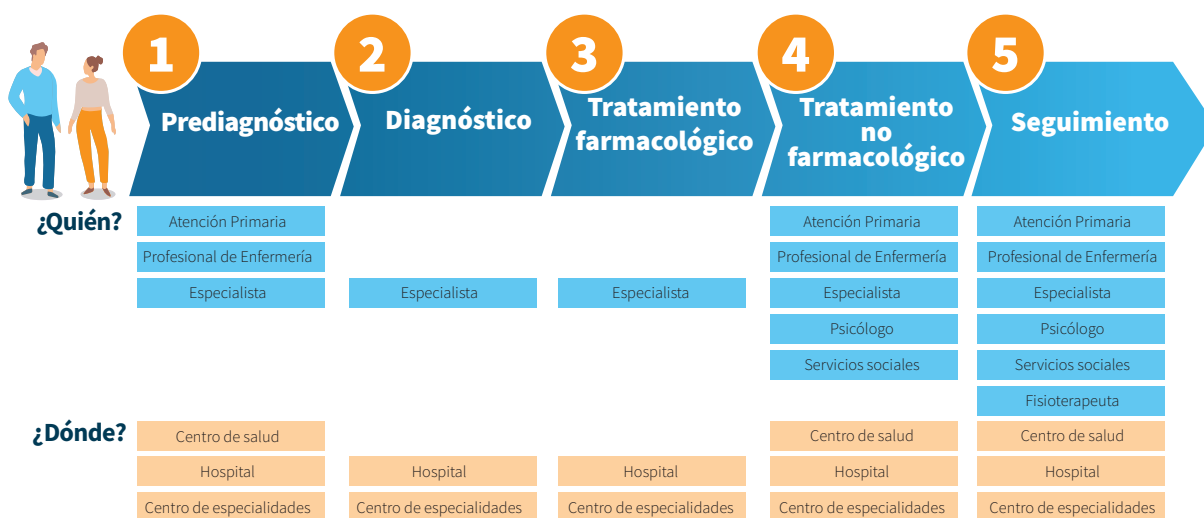 1
2
3
4
5
Prediagnóstico
Diagnóstico
Tratamiento
farmacológico
Tratamiento
no
farmacológico
Seguimiento
¿Quién?
Atención Primaria
Atención Primaria
Atención Primaria
Profesional de Enfermería
Profesional de Enfermería
Profesional de Enfermería
Especialista
Especialista
Especialista
Especialista
Especialista
Psicólogo
Psicólogo
Servicios sociales
Servicios sociales
Fisioterapeuta
¿Dónde?
Centro de salud
Centro de salud
Centro de salud
Hospital
Hospital
Hospital
Hospital
Hospital
Centro de especialidades
Centro de especialidades
Centro de especialidades
Centro de especialidades
Centro de especialidades